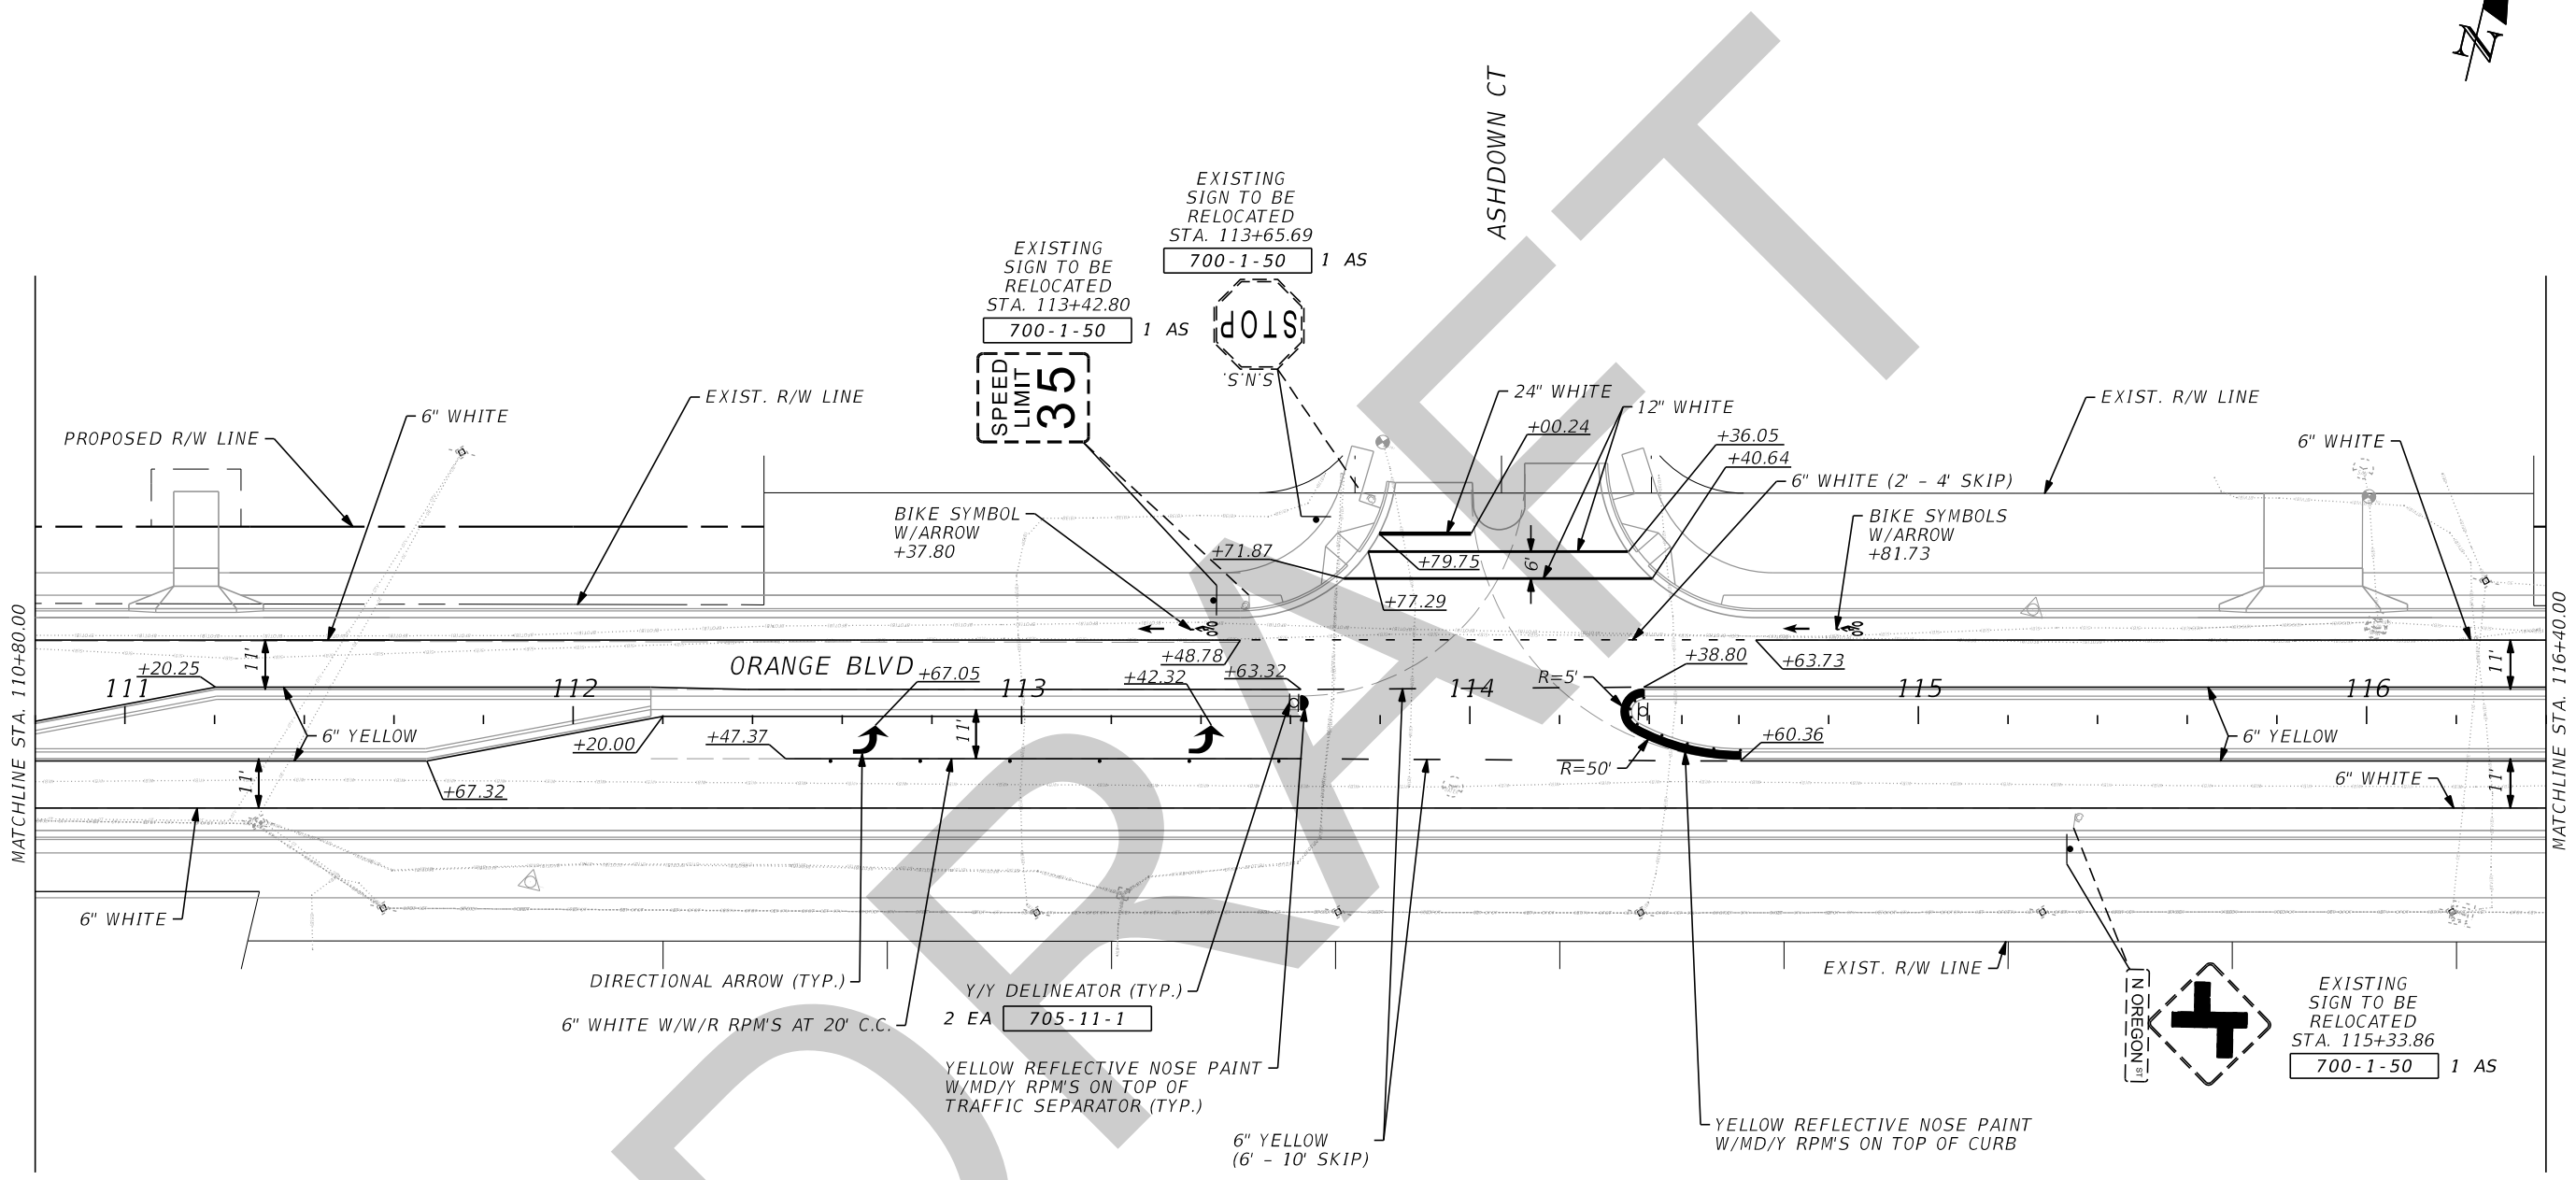 N
ASHDOWN CT
EXISTING
SIGN TO BE
RELOCATED
STA. 113+65.69
700-1-50 1 AS
STOP
S.N.S.
EXISTING
SIGN TO BE
RELOCATED
STA. 113+42.80
700-1-50 1 AS
SPEED
LIMIT
35
PROPOSED R/W LINE
6" WHITE
EXIST. R/W LINE
24" WHITE
12" WHITE
+00.24
+36.05
+40.64
6" WHITE (2' - 4' SKIP)
EXIST. R/W LINE
6" WHITE
BIKE SYMBOL
W/ARROW
+37.80
+71.87
+79.75
6'
+77.29
BIKE SYMBOLS
W/ARROW
+81.73
MATCHLINE STA. 110+80.00
MATCHLINE STA. 116+40.00
11'
+20.25
ORANGE BLVD
+67.05
+48.78
+42.32
+63.32
R=5'
+38.80
+63.73
11'
111
112
113
114
115
116
6" YELLOW
+20.00
+47.37
11'
+60.36
6" YELLOW
11'
+67.32
R=50'
6" WHITE
11'
6" WHITE
DIRECTIONAL ARROW (TYP.)
Y/Y DELINEATOR (TYP.)
2 EA 705-11-1
6" WHITE W/W/R RPM'S AT 20' C.C.
YELLOW REFLECTIVE NOSE PAINT
W/MD/Y RPM'S ON TOP OF
TRAFFIC SEPARATOR (TYP.)
6" YELLOW
(6' - 10' SKIP)
EXIST. R/W LINE
YELLOW REFLECTIVE NOSE PAINT
W/MD/Y RPM'S ON TOP OF CURB
N OREGON ST
EXISTING
SIGN TO BE
RELOCATED
STA. 115+33.86
700-1-50 1 AS
DRAFT